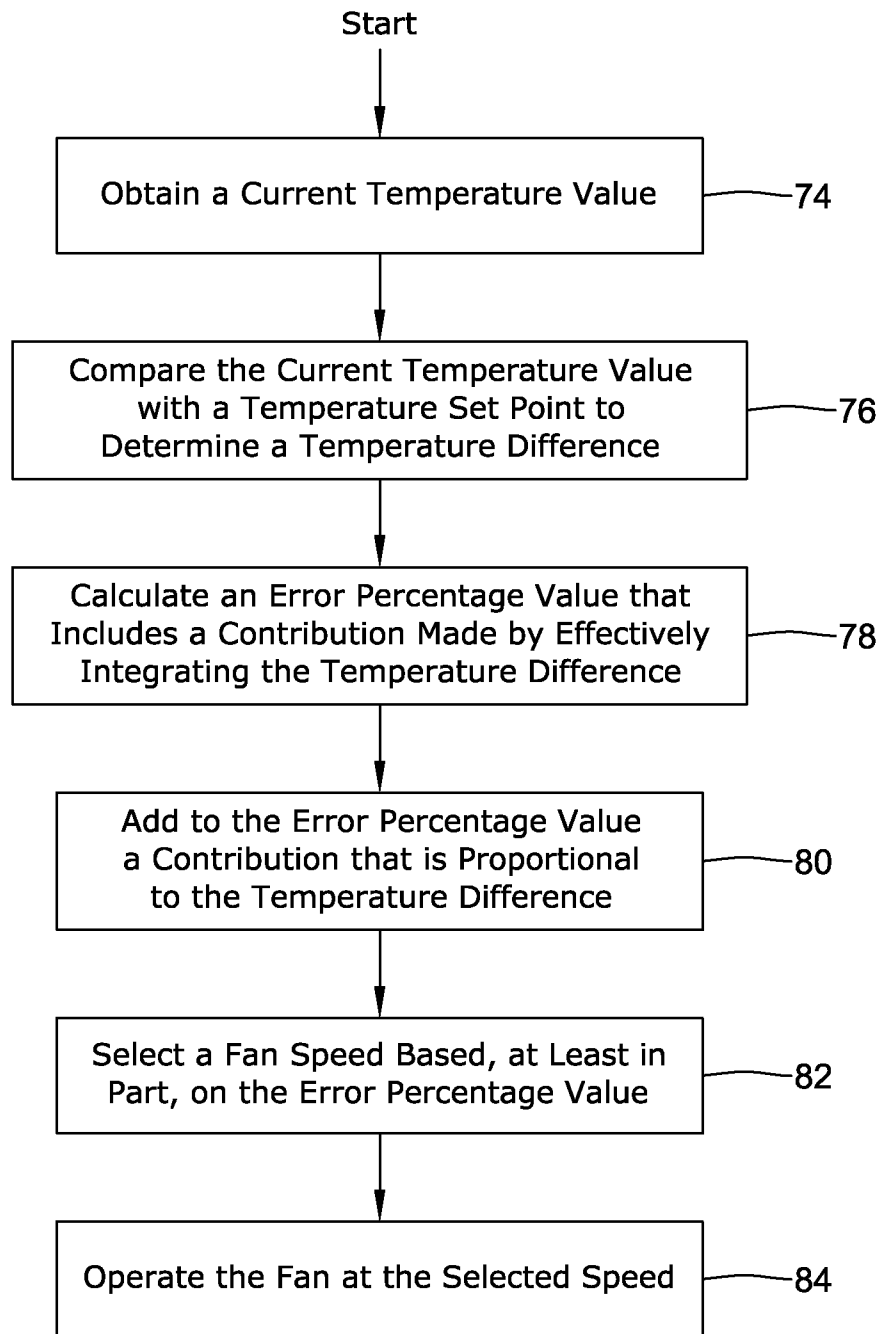 Start
Obtain a Current Temperature Value
74
Compare the Current Temperature Value
with a Temperature Set Point to
Determine a Temperature Difference
76
Calculate an Error Percentage Value that
Includes a Contribution Made by Effectively
Integrating the Temperature Difference
78
Add to the Error Percentage Value
a Contribution that is Proportional
to the Temperature Difference
80
Select a Fan Speed Based, at Least in
Part, on the Error Percentage Value
82
Operate the Fan at the Selected Speed
84